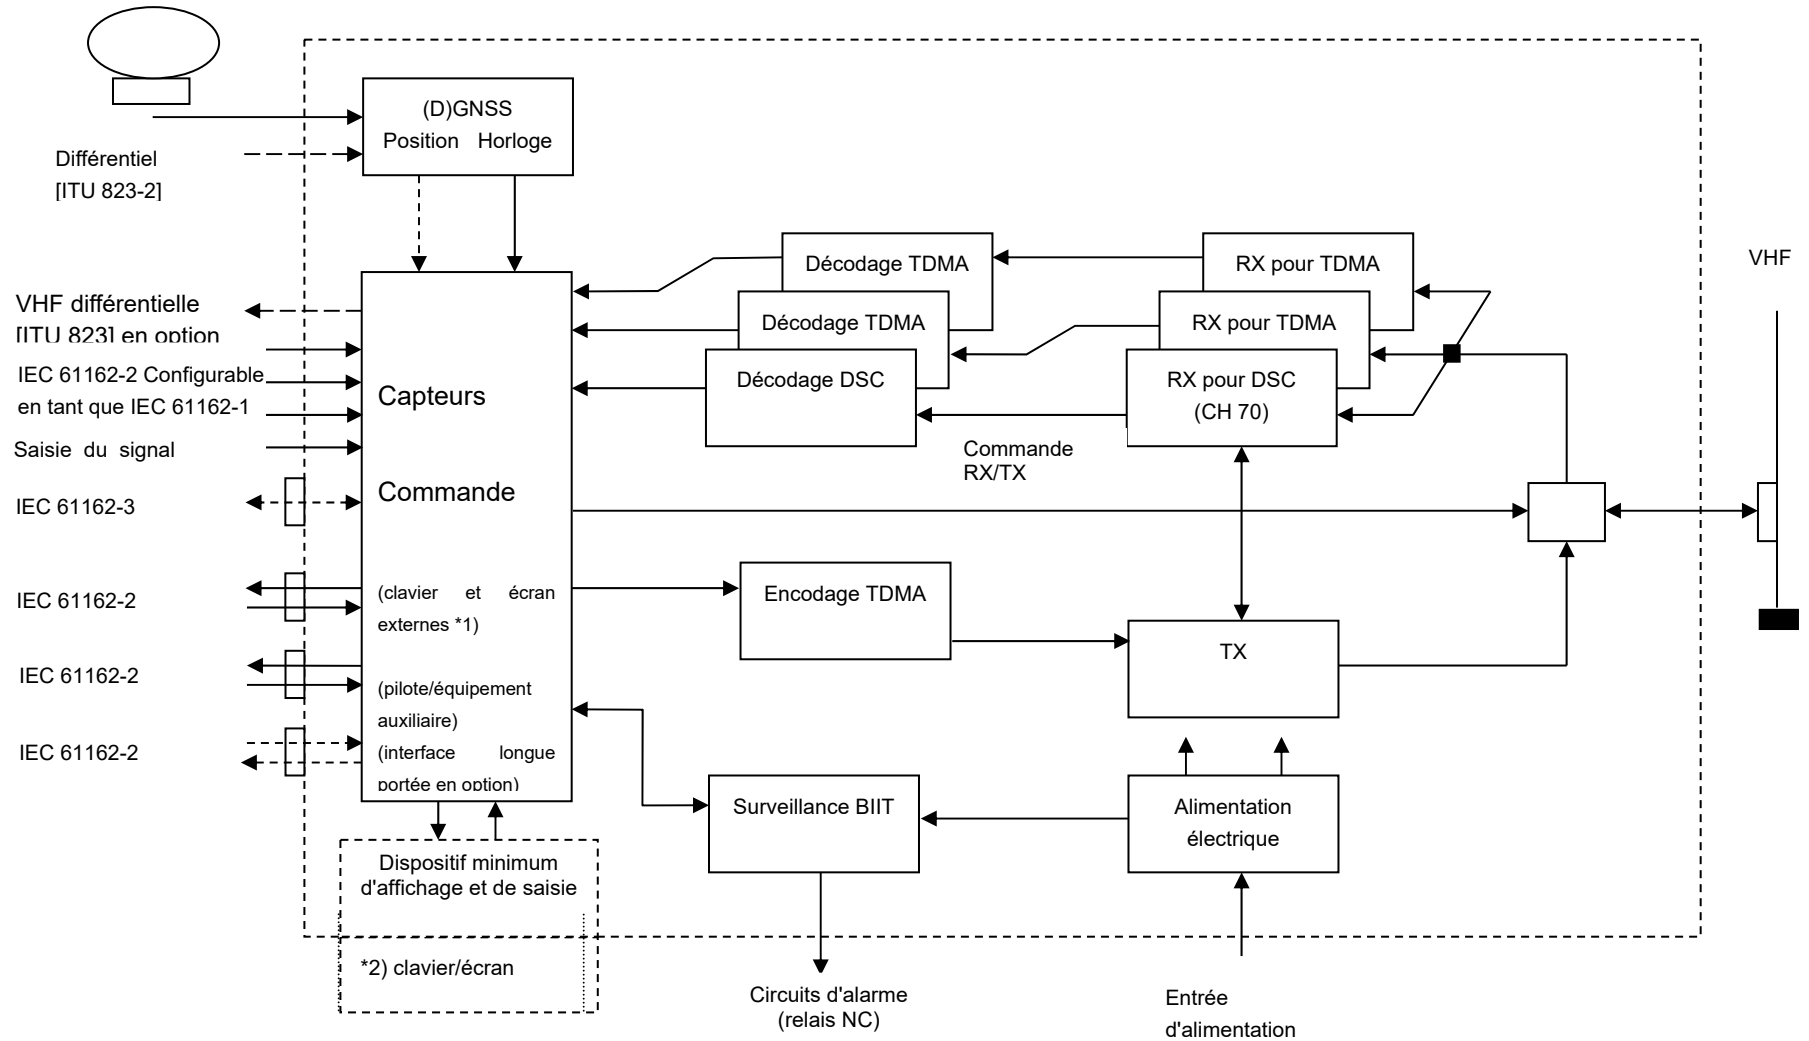 (D)GNSS
Position Horloge
Différentiel
[ITU 823-2]
VHF différentielle
[ITU 823] en option
IEC 61162-2 Configurable
en tant que IEC 61162-1
Saisie du signal
IEC 61162-3
IEC 61162-2
IEC 61162-2
IEC 61162-2
Capteurs
Commande
(clavier et écran
externes *1)
(pilote/équipement
auxiliaire)
(interface longue
portée en option)
Décodage TDMA
Décodage TDMA
Décodage DSC
RX pour TDMA
RX pour TDMA
RX pour DSC
(CH 70)
Commande
RX/TX
VHF
Encodage TDMA
TX
Surveillance BIIT
Alimentation
électrique
Dispositif minimum
d'affichage et de saisie
*2) clavier/écran
Circuits d'alarme
(relais NC)
Entrée
d'alimentation